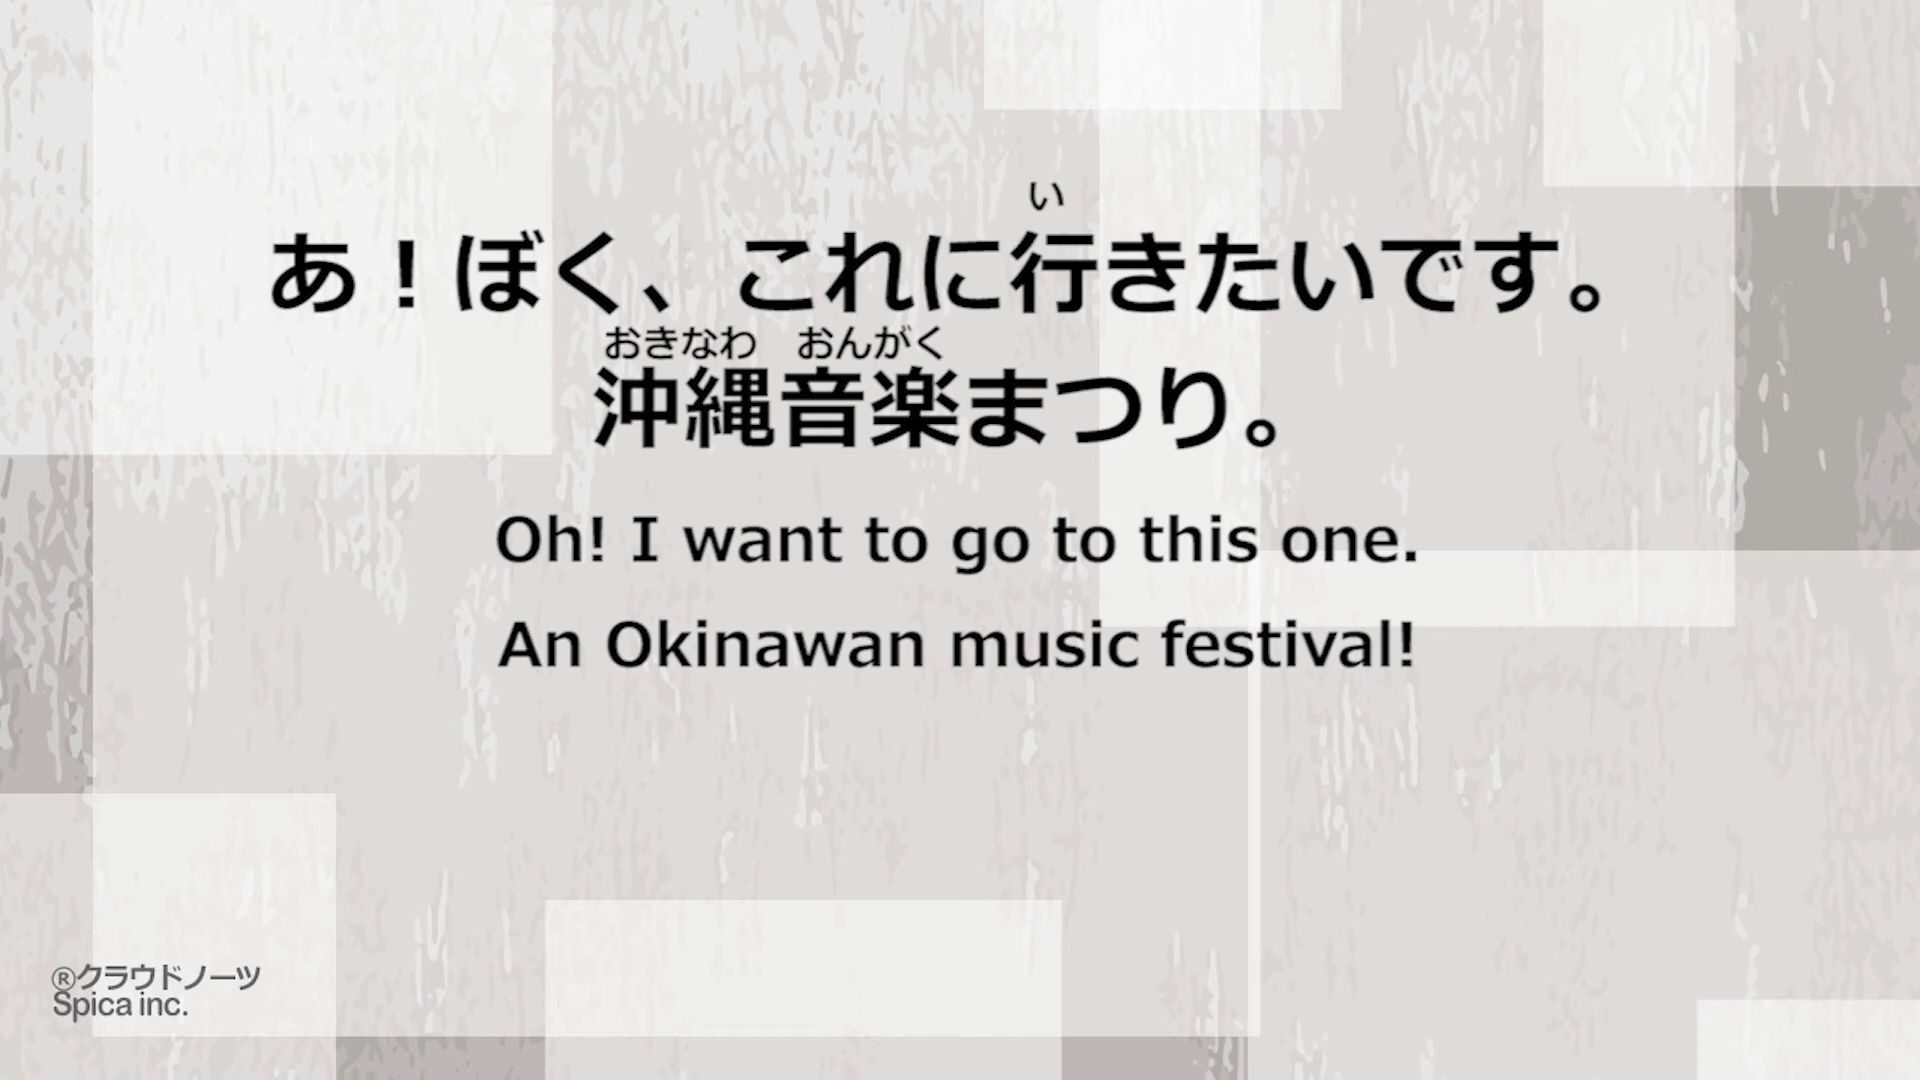 い
あ！ぼく、これに行きたいです。
おきなわ　おんがく
沖縄音楽まつり。
Oh! I want to go to this one.
An Okinawan music festival!
®クラウドノーツ
Spica inc.